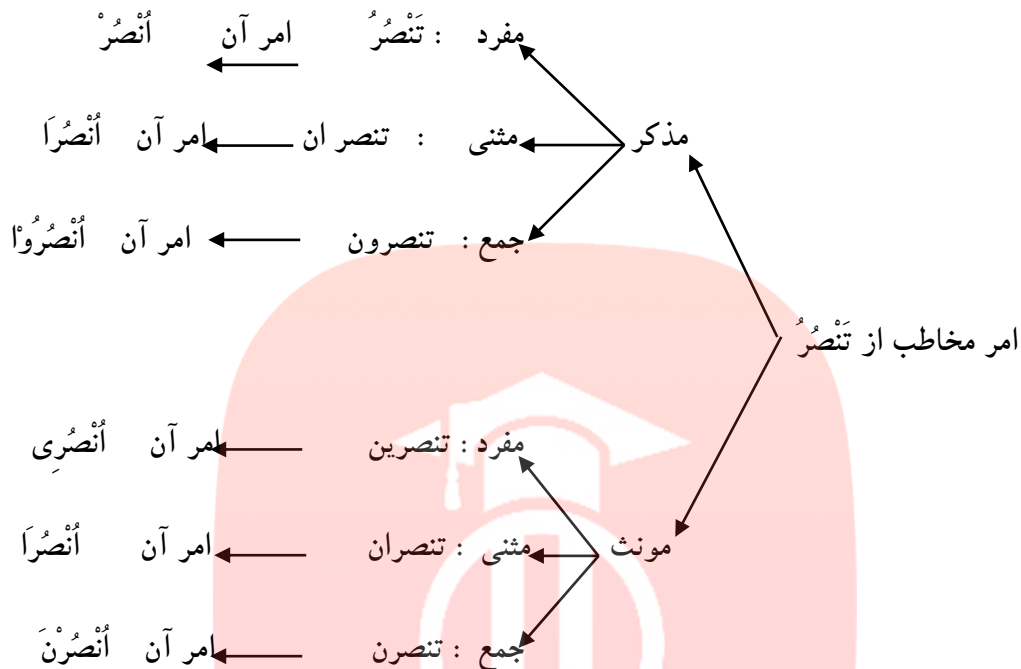 مفرد : تَنْصُرُ امر آن اُنْصُرْ
مذکر مثنی : تنصر ان امر آن اُنْصُرَا
جمع : تنصرون امر آن اُنْصُرُوْا
امر مخاطب از تَنْصُرُ
مفرد : تنصرین امر آن اُنْصُرِی
مونث مثنی : تنصران امر آن اُنْصُرَا
جمع : تنصرن امر آن اُنْصُرْنَ